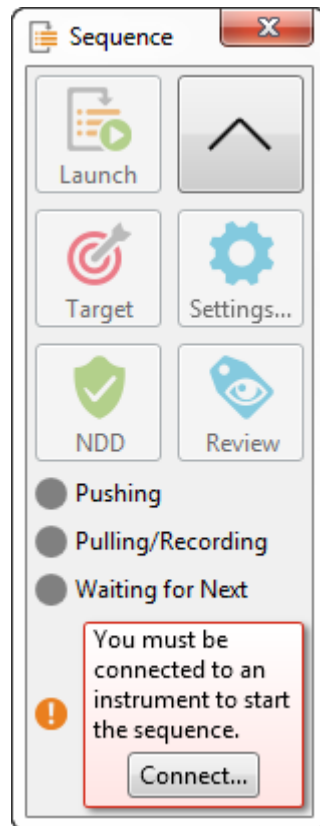 Sequence
Launch
Target
Settings...
NDD
Review
Pushing
Pulling/Recording
Waiting for Next
You must be
connected to an
instrument to start
the sequence.
Connect...